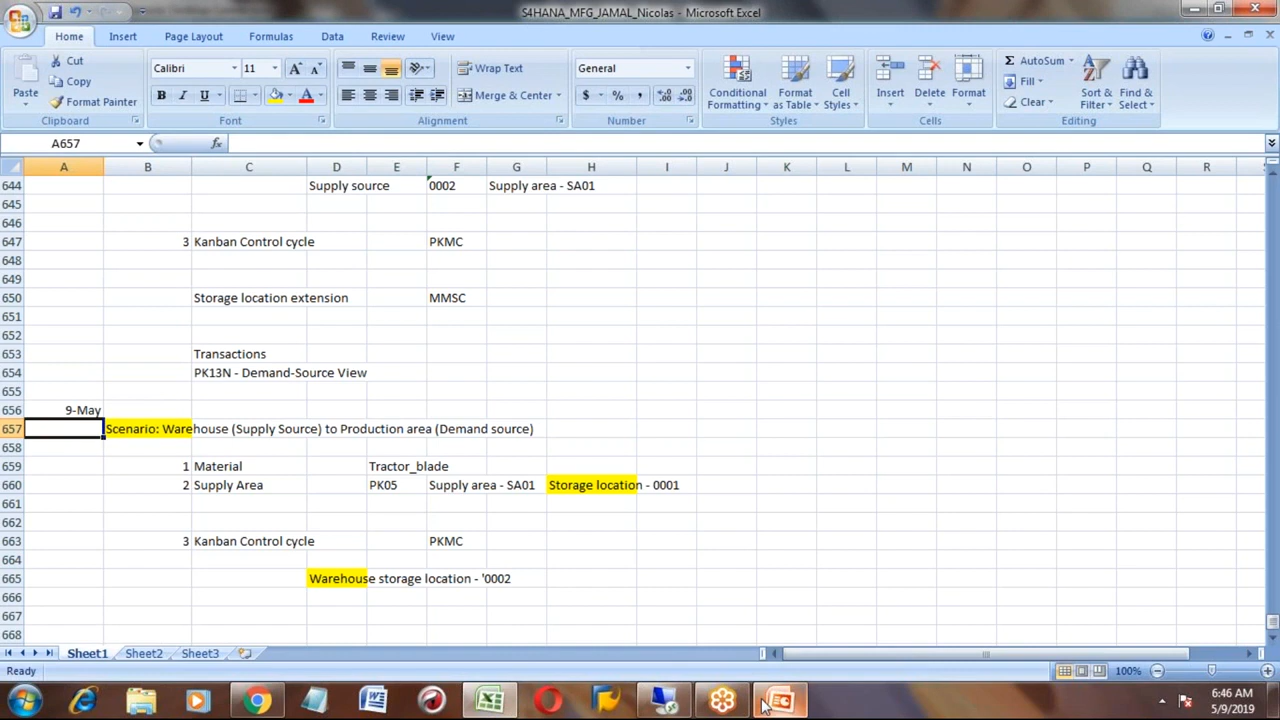 S4HANA_MFG_JAMAL_Nicolas - Microsoft Excel
Home Insert Page Layout Formulas Data Review View
Paste
Cut
Copy
Format Painter
Clipboard
Calibri 11
B I U A
Font
Wrap Text
Merge & Center
Alignment
General
$ % ,
Number
Conditional Formatting
Format as Table
Cell Styles
Styles
Insert Delete Format
Cells
Σ AutoSum
Fill
Clear
Sort & Filter
Find & Select
Editing
A657 fx
A B C D E F G H I J K L M N O P Q R
644 Supply source 0002 Supply area - SA01
645
646
647 3 Kanban Control cycle PKMC
648
649
650 Storage location extension MMSC
651
652
653 Transactions
654 PK13N - Demand-Source View
655
656 9-May
657 Scenario: Warehouse (Supply Source) to Production area (Demand source)
658
659 1 Material Tractor_blade
660 2 Supply Area PK05 Supply area - SA01 Storage location - 0001
661
662
663 3 Kanban Control cycle PKMC
664
665 Warehouse storage location - '0002
666
667
668
Sheet1 Sheet2 Sheet3
Ready 100%
6:46 AM
5/9/2019